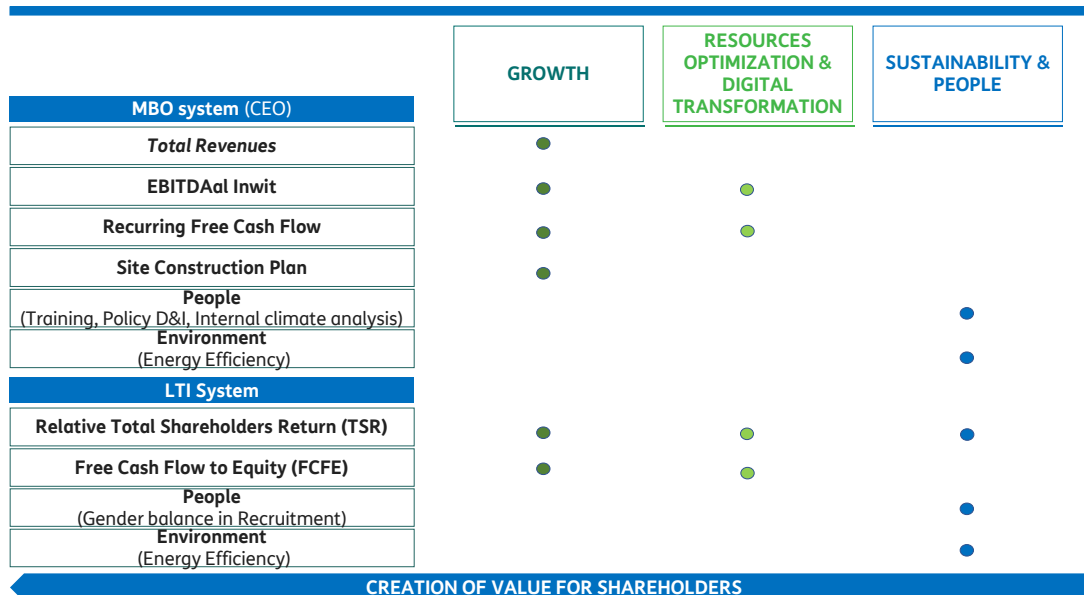 GROWTH
RESOURCES
OPTIMIZATION &
DIGITAL
TRANSFORMATION
SUSTAINABILITY &
PEOPLE
MBO system (CEO)
Total Revenues
EBITDAal Inwit
Recurring Free Cash Flow
Site Construction Plan
People
(Training, Policy D&I, Internal climate analysis)
Environment
(Energy Efficiency)
LTI System
Relative Total Shareholders Return (TSR)
Free Cash Flow to Equity (FCFE)
People
(Gender balance in Recruitment)
Environment
(Energy Efficiency)
CREATION OF VALUE FOR SHAREHOLDERS